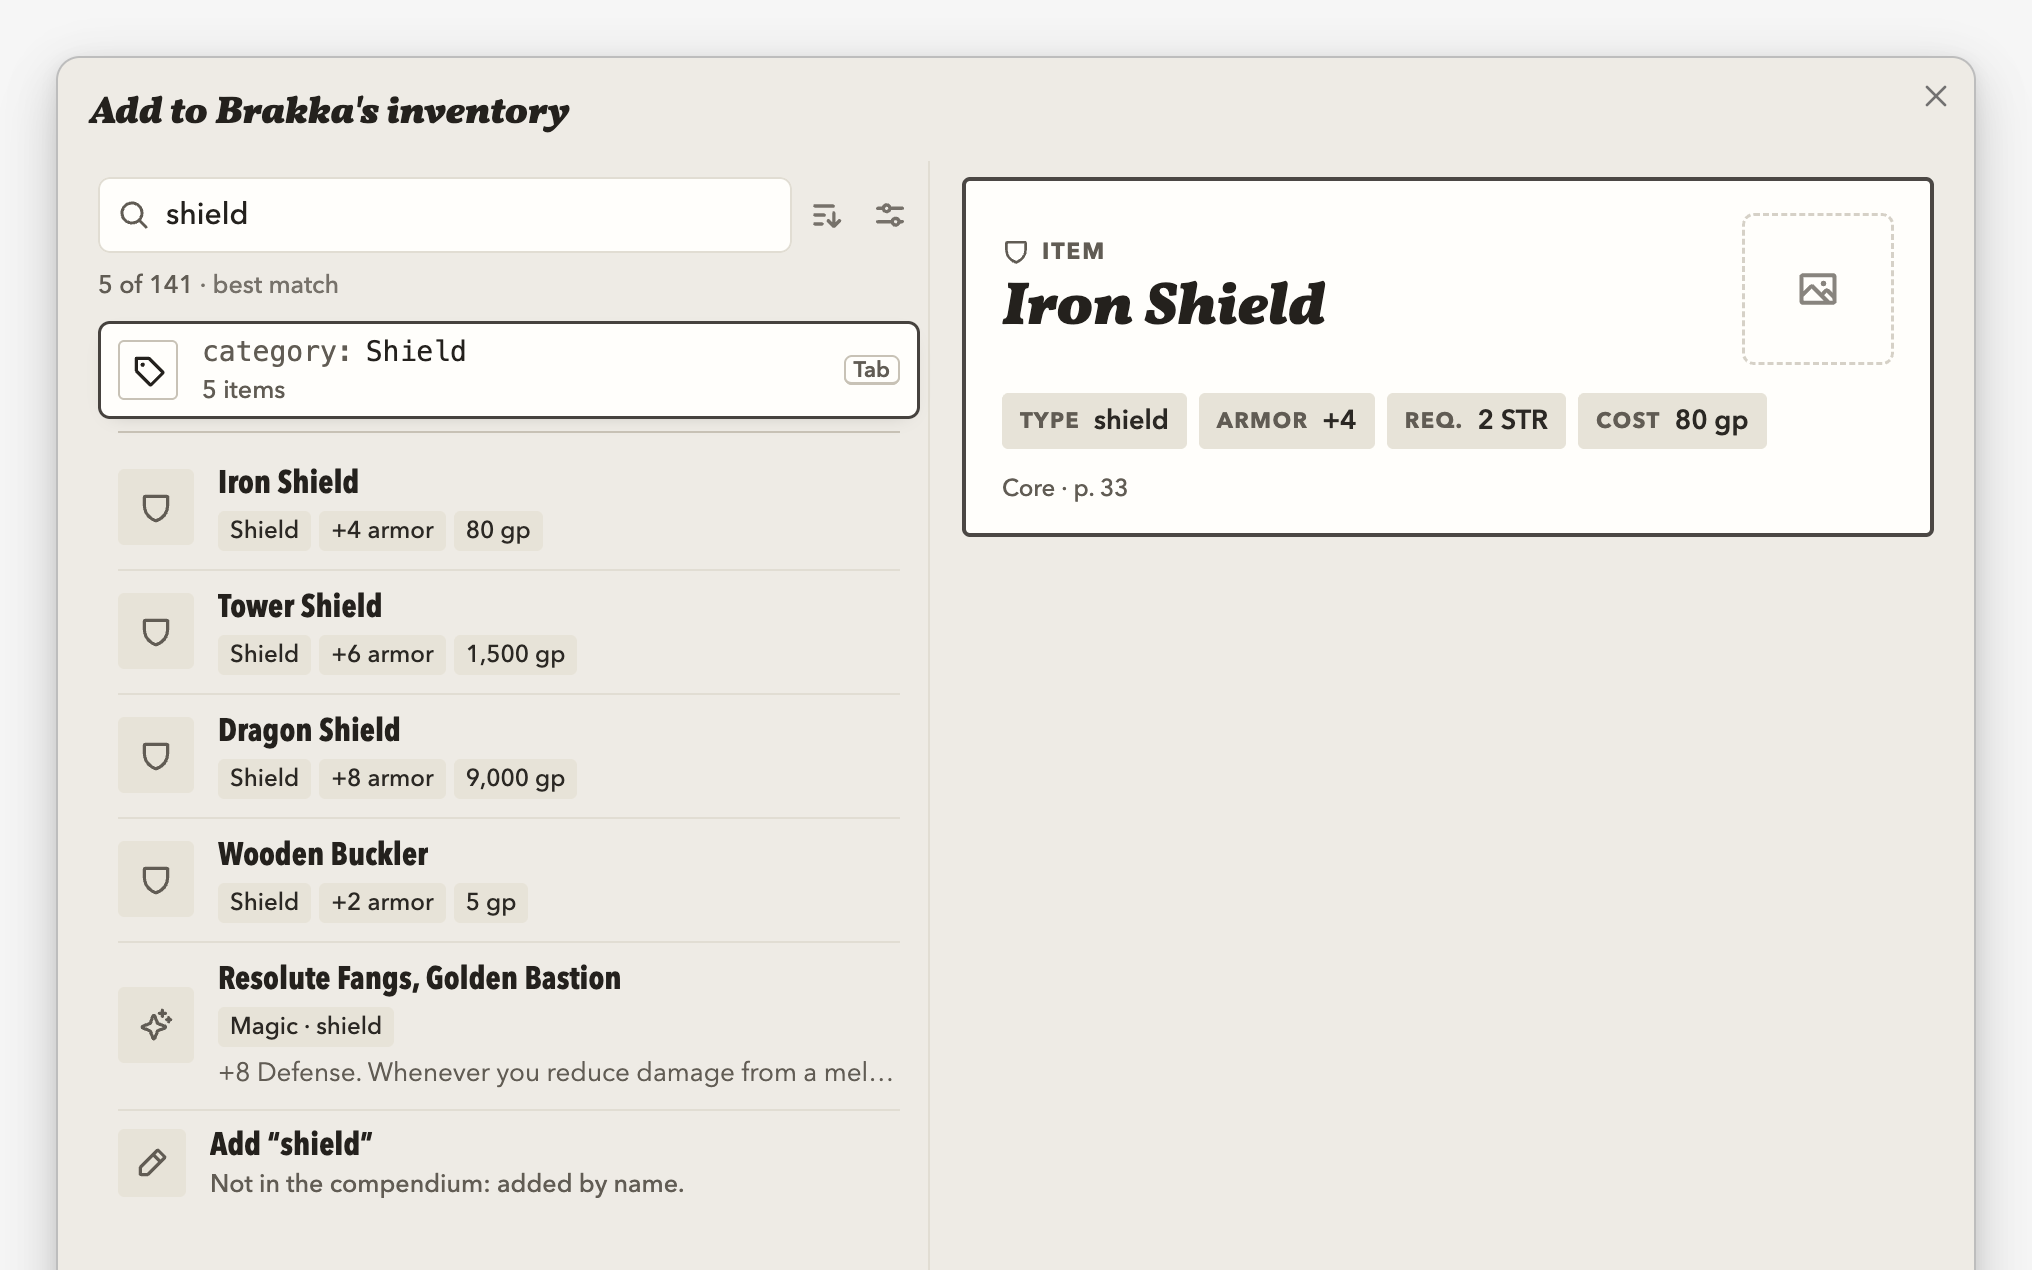 Add to Brakka's inventory
shield
5 of 141 · best match
category: Shield
5 items
Tab
Iron Shield
Shield +4 armor 80 gp
Tower Shield
Shield +6 armor 1,500 gp
Dragon Shield
Shield +8 armor 9,000 gp
Wooden Buckler
Shield +2 armor 5 gp
Resolute Fangs, Golden Bastion
Magic · shield
+8 Defense. Whenever you reduce damage from a mel…
Add “shield”
Not in the compendium: added by name.
ITEM
Iron Shield
TYPE shield ARMOR +4 REQ. 2 STR COST 80 gp
Core · p. 33